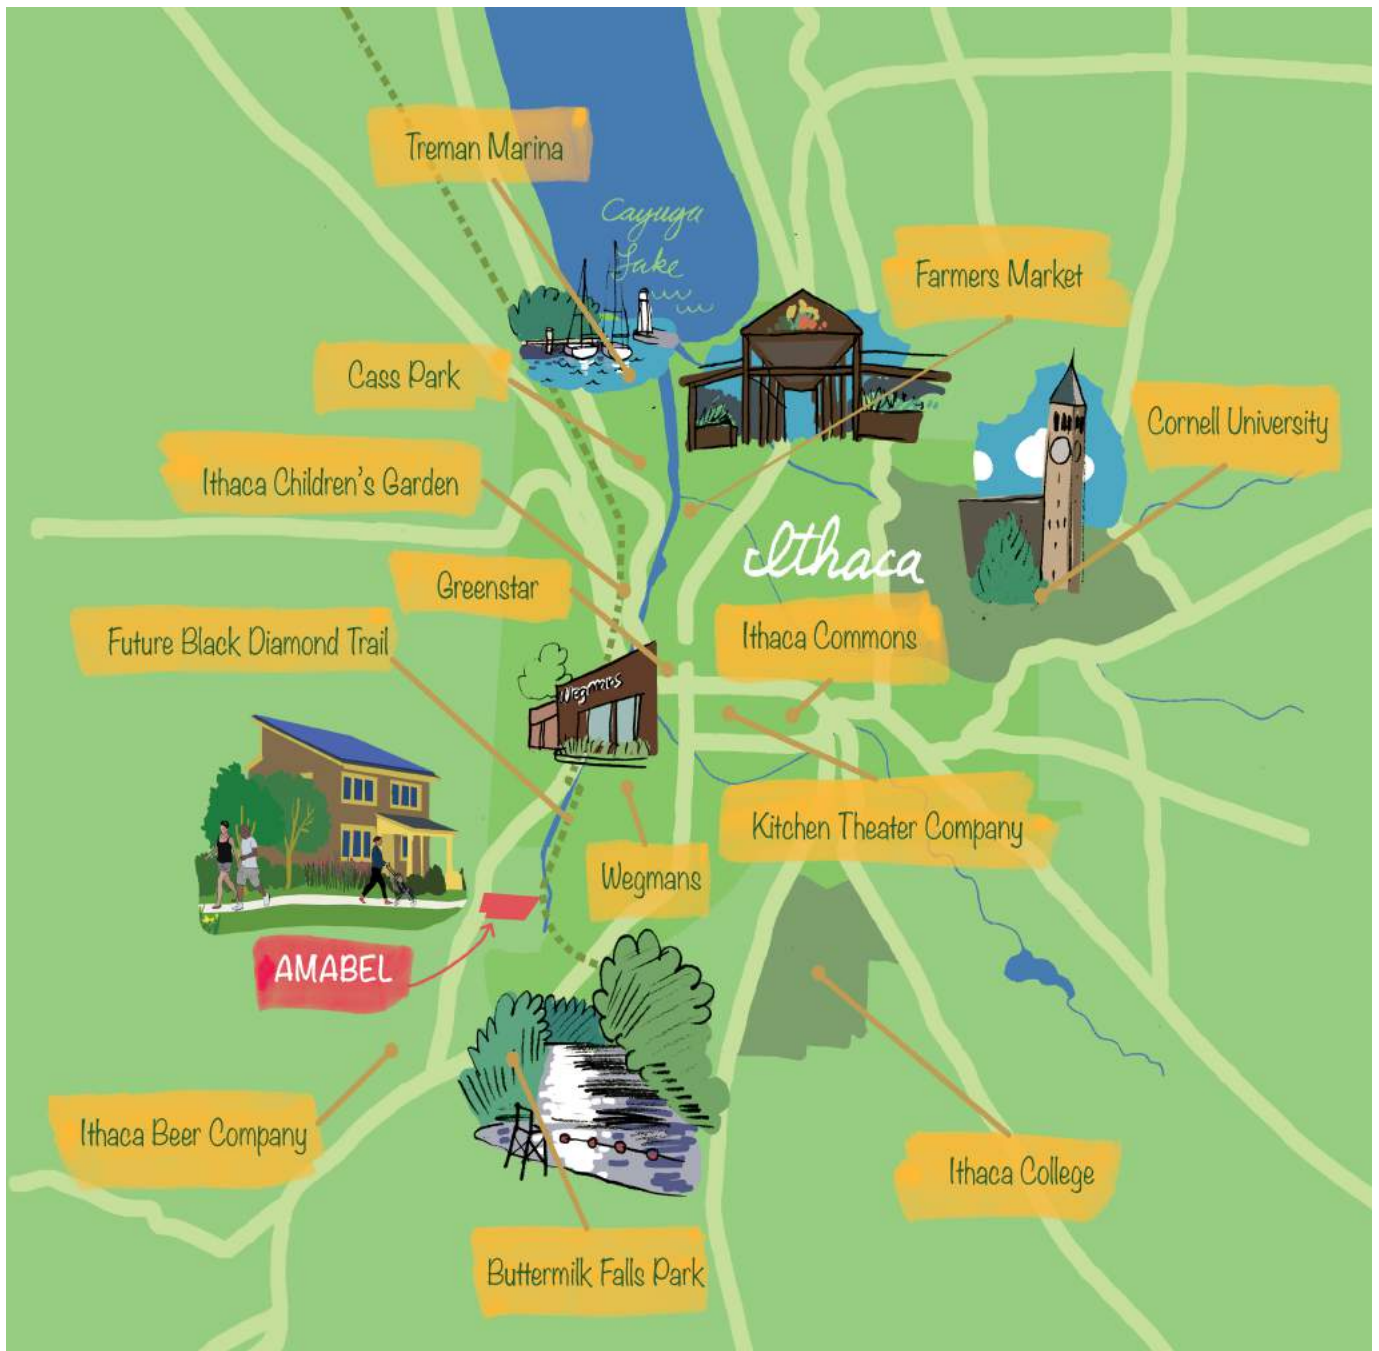 Treman Marina
Cayuga
Lake
Farmers Market
Cass Park
Cornell University
Ithaca Children's Garden
Ithaca
Greenstar
Ithaca Commons
Future Black Diamond Trail
Wegmans
Kitchen Theater Company
Wegmans
AMABEL
Ithaca Beer Company
Ithaca College
Buttermilk Falls Park